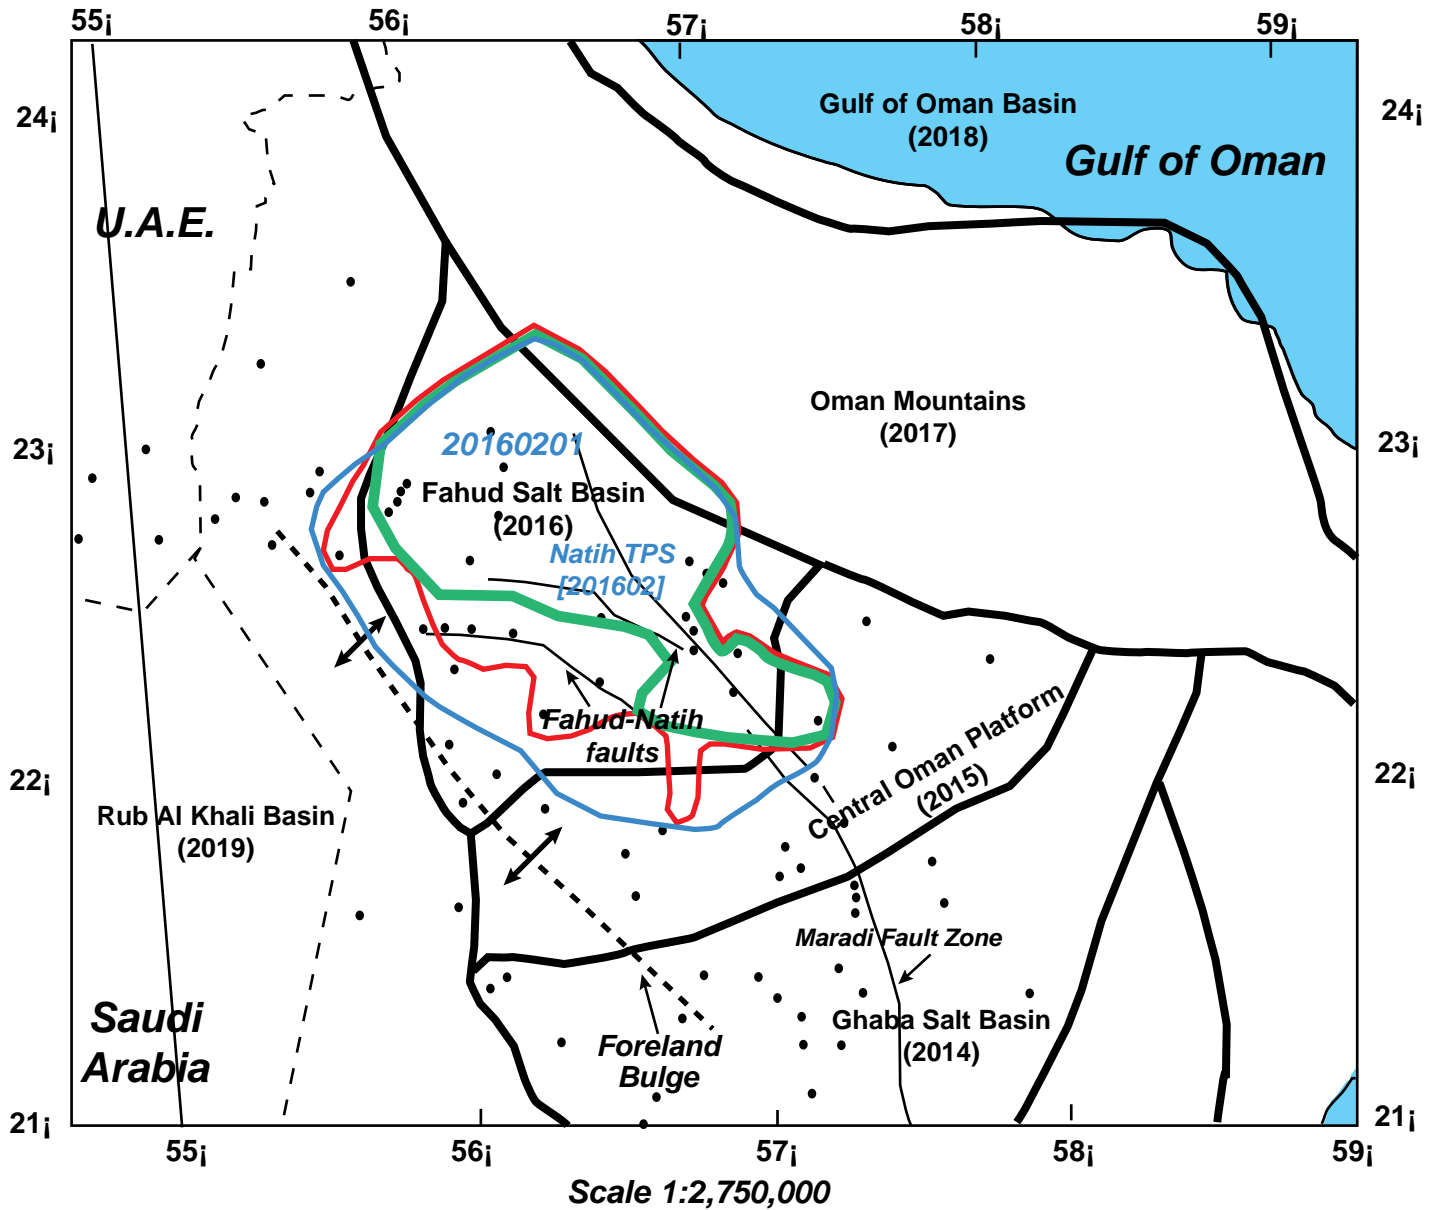 55¡ 56¡ 57¡ 58¡ 59¡
24¡ 24¡
Gulf of Oman Basin
(2018)
Gulf of Oman
U.A.E.
Oman Mountains
(2017)
23¡ 23¡
20160201
Fahud Salt Basin
(2016)
Natih TPS
[201602]
Fahud-Natih
faults
Central Oman Platform
(2015)
22¡ 22¡
Rub Al Khali Basin
(2019)
Maradi Fault Zone
Saudi
Arabia
Ghaba Salt Basin
(2014)
Foreland
Bulge
21¡ 21¡
55¡ 56¡ 57¡ 58¡ 59¡
Scale 1:2,750,000